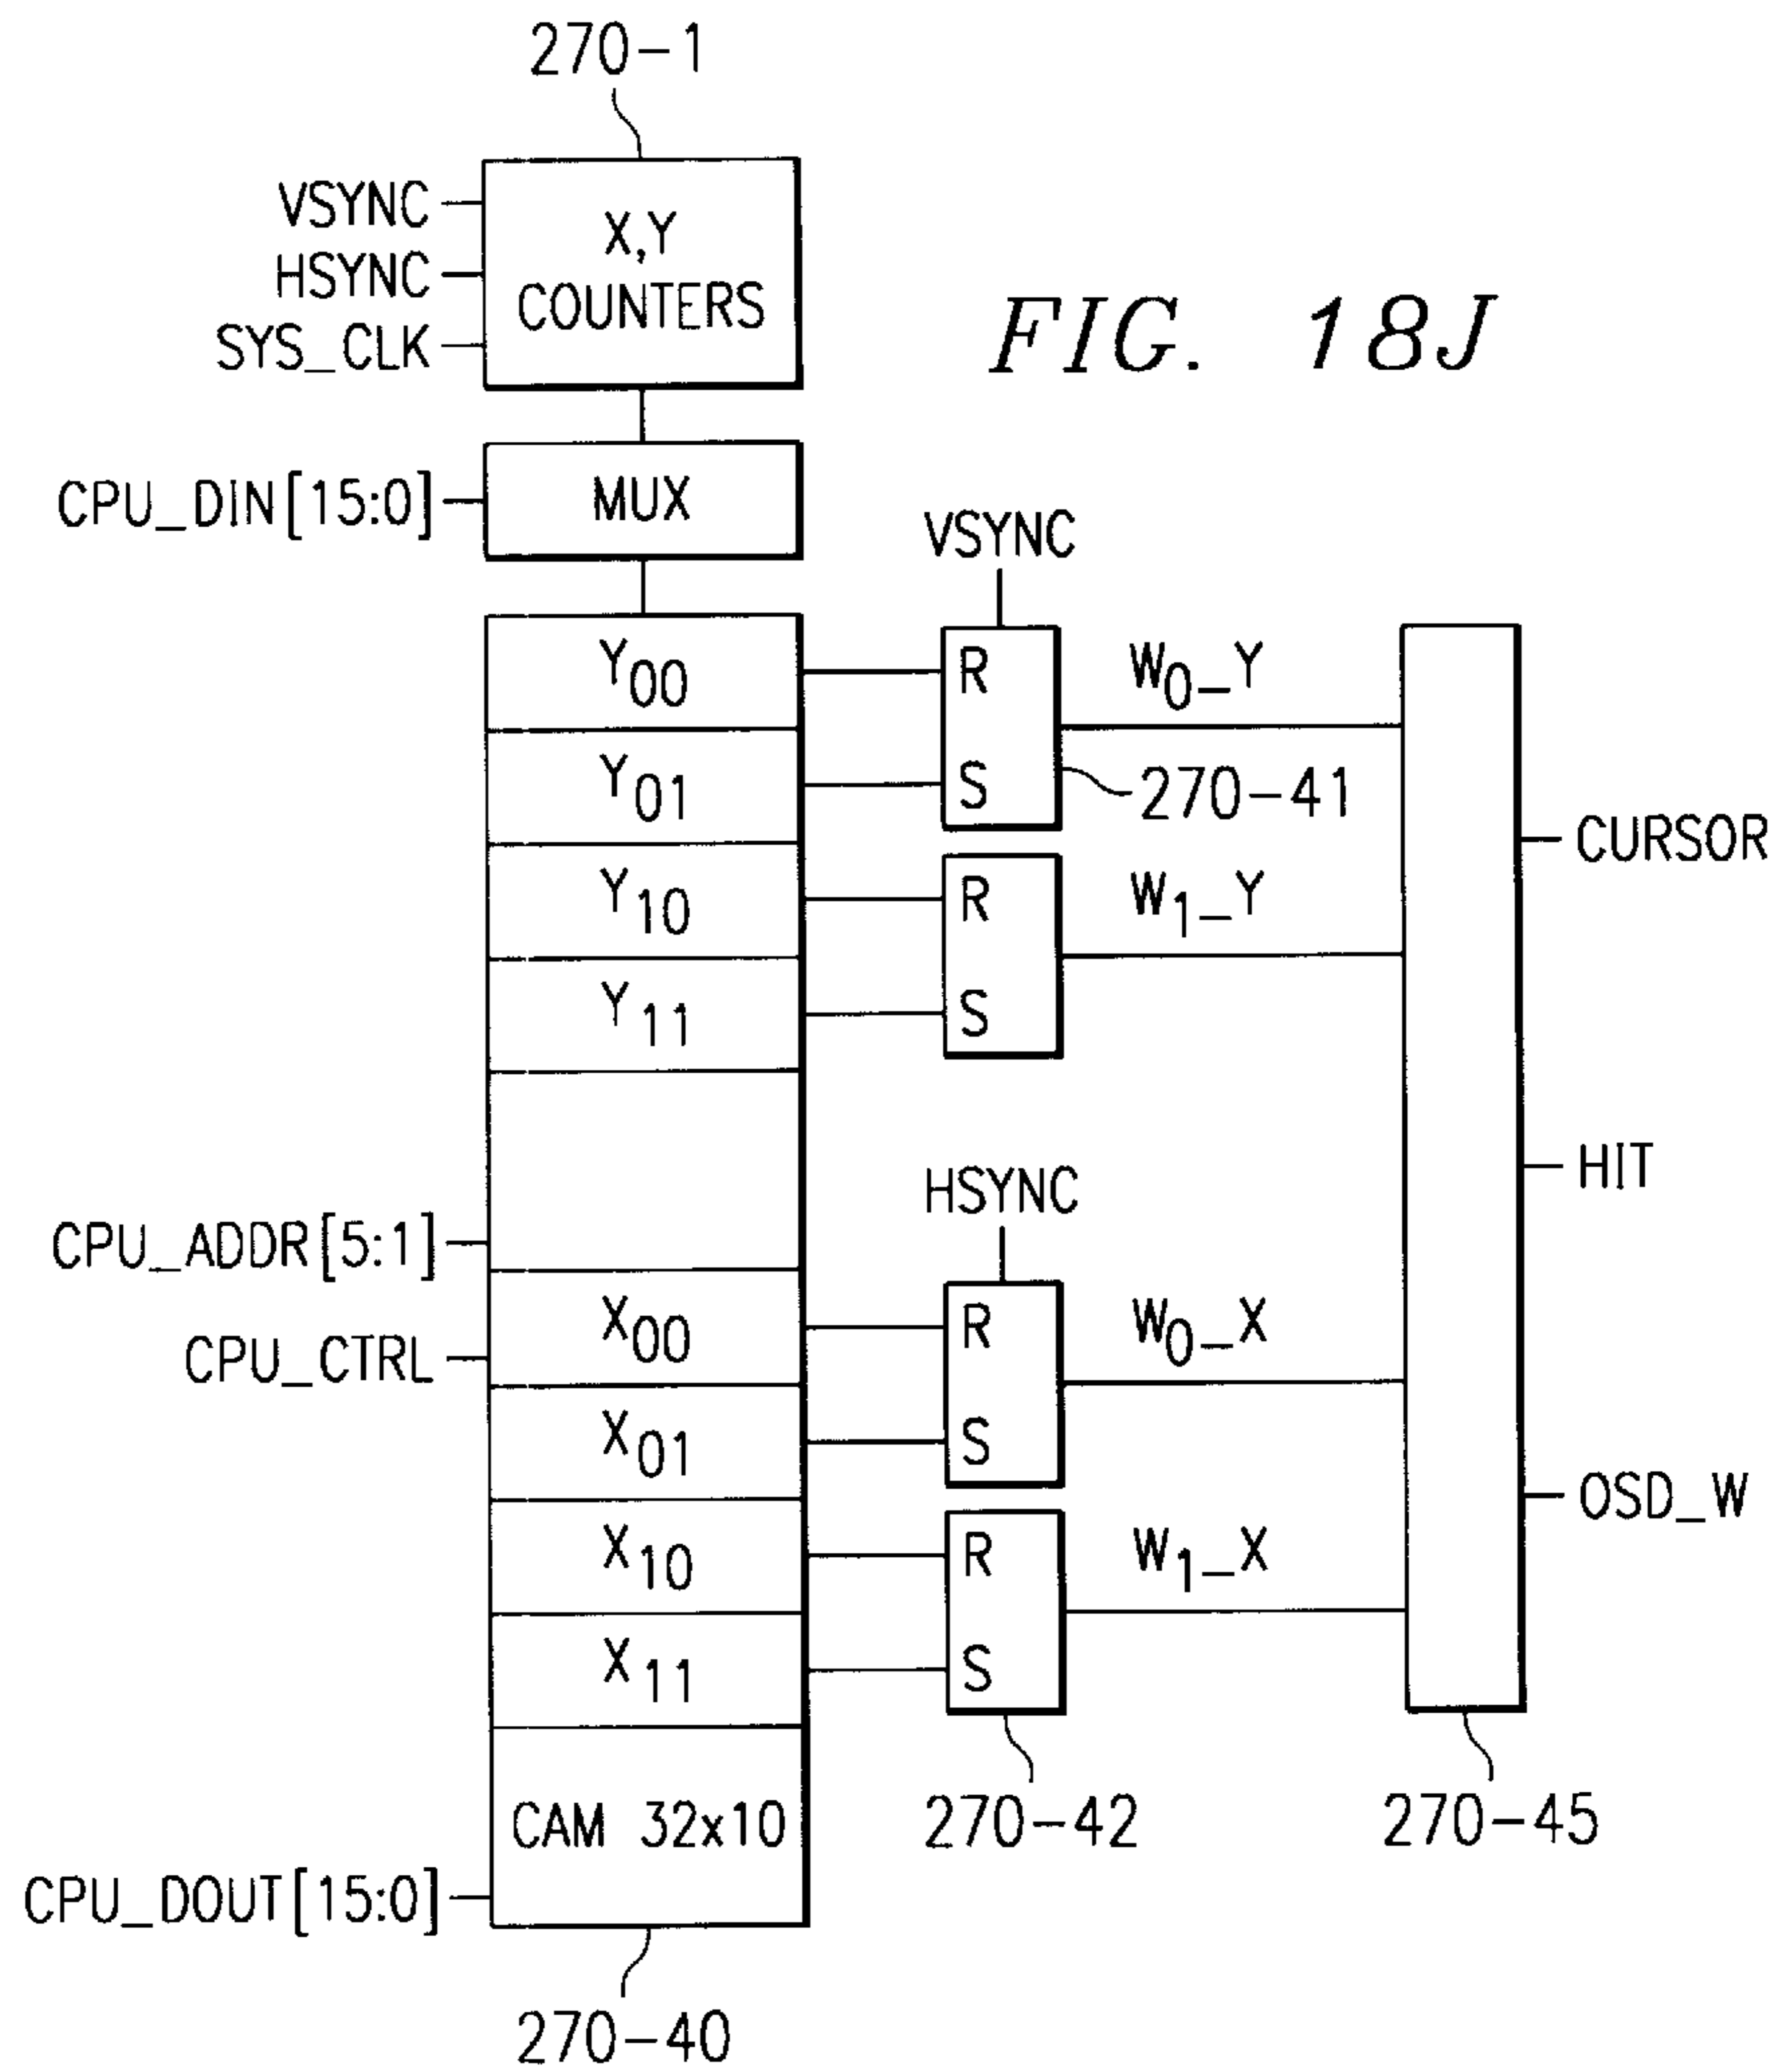 270-1
VSYNC
HSYNC
SYS_CLK
X,Y
COUNTERS
FIG. 18J
CPU_DIN[15:0]
MUX
VSYNC
Y00
R
W0_Y
Y01
S
270-41
CURSOR
Y10
R
W1_Y
Y11
S
HIT
HSYNC
CPU_ADDR[5:1]
X00
R
W0_X
CPU_CTRL
X01
S
OSD_W
X10
R
W1_X
X11
S
CAM 32x10
270-42
270-45
CPU_DOUT[15:0]
270-40